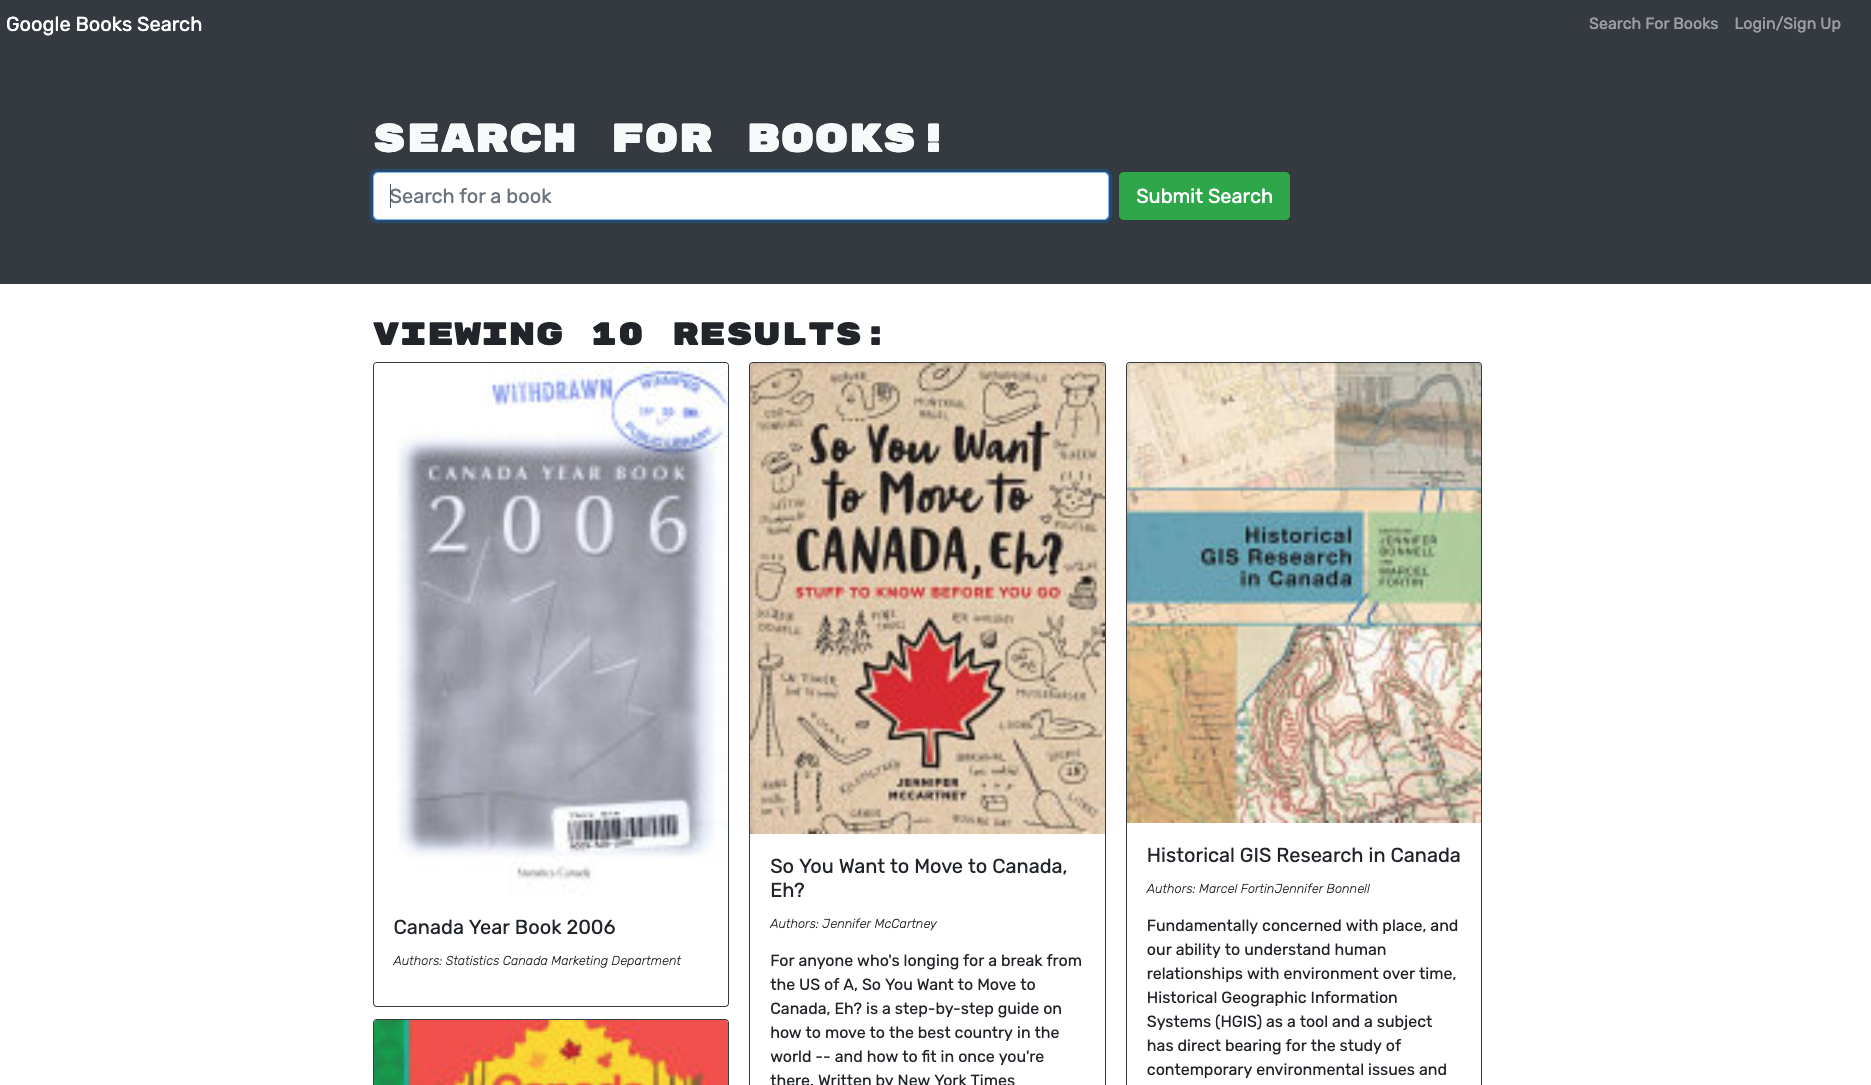 Google Books Search
Search For Books
Login/Sign Up
SEARCH FOR BOOKS!
Search for a book
Submit Search
VIEWING 10 RESULTS:
WITHDRAWN
PUBLIC LIBRARY
CANADA YEAR BOOK
2006
Statistics Canada
Canada Year Book 2006
Authors: Statistics Canada Marketing Department
So You Want
to Move to
CANADA, Eh?
STUFF TO KNOW BEFORE YOU GO
CN TOWER
JENNIFER
MCCARTNEY
So You Want to Move to Canada,
Eh?
Authors: Jennifer McCartney
For anyone who's longing for a break from
the US of A, So You Want to Move to
Canada, Eh? is a step-by-step guide on
how to move to the best country in the
world -- and how to fit in once you're
there. Written by New York Times
Historical
GIS Research
in Canada
JENNIFER
BONNELL
MARCEL
FORTIN
Historical GIS Research in Canada
Authors: Marcel FortinJennifer Bonnell
Fundamentally concerned with place, and
our ability to understand human
relationships with environment over time,
Historical Geographic Information
Systems (HGIS) as a tool and a subject
has direct bearing for the study of
contemporary environmental issues and